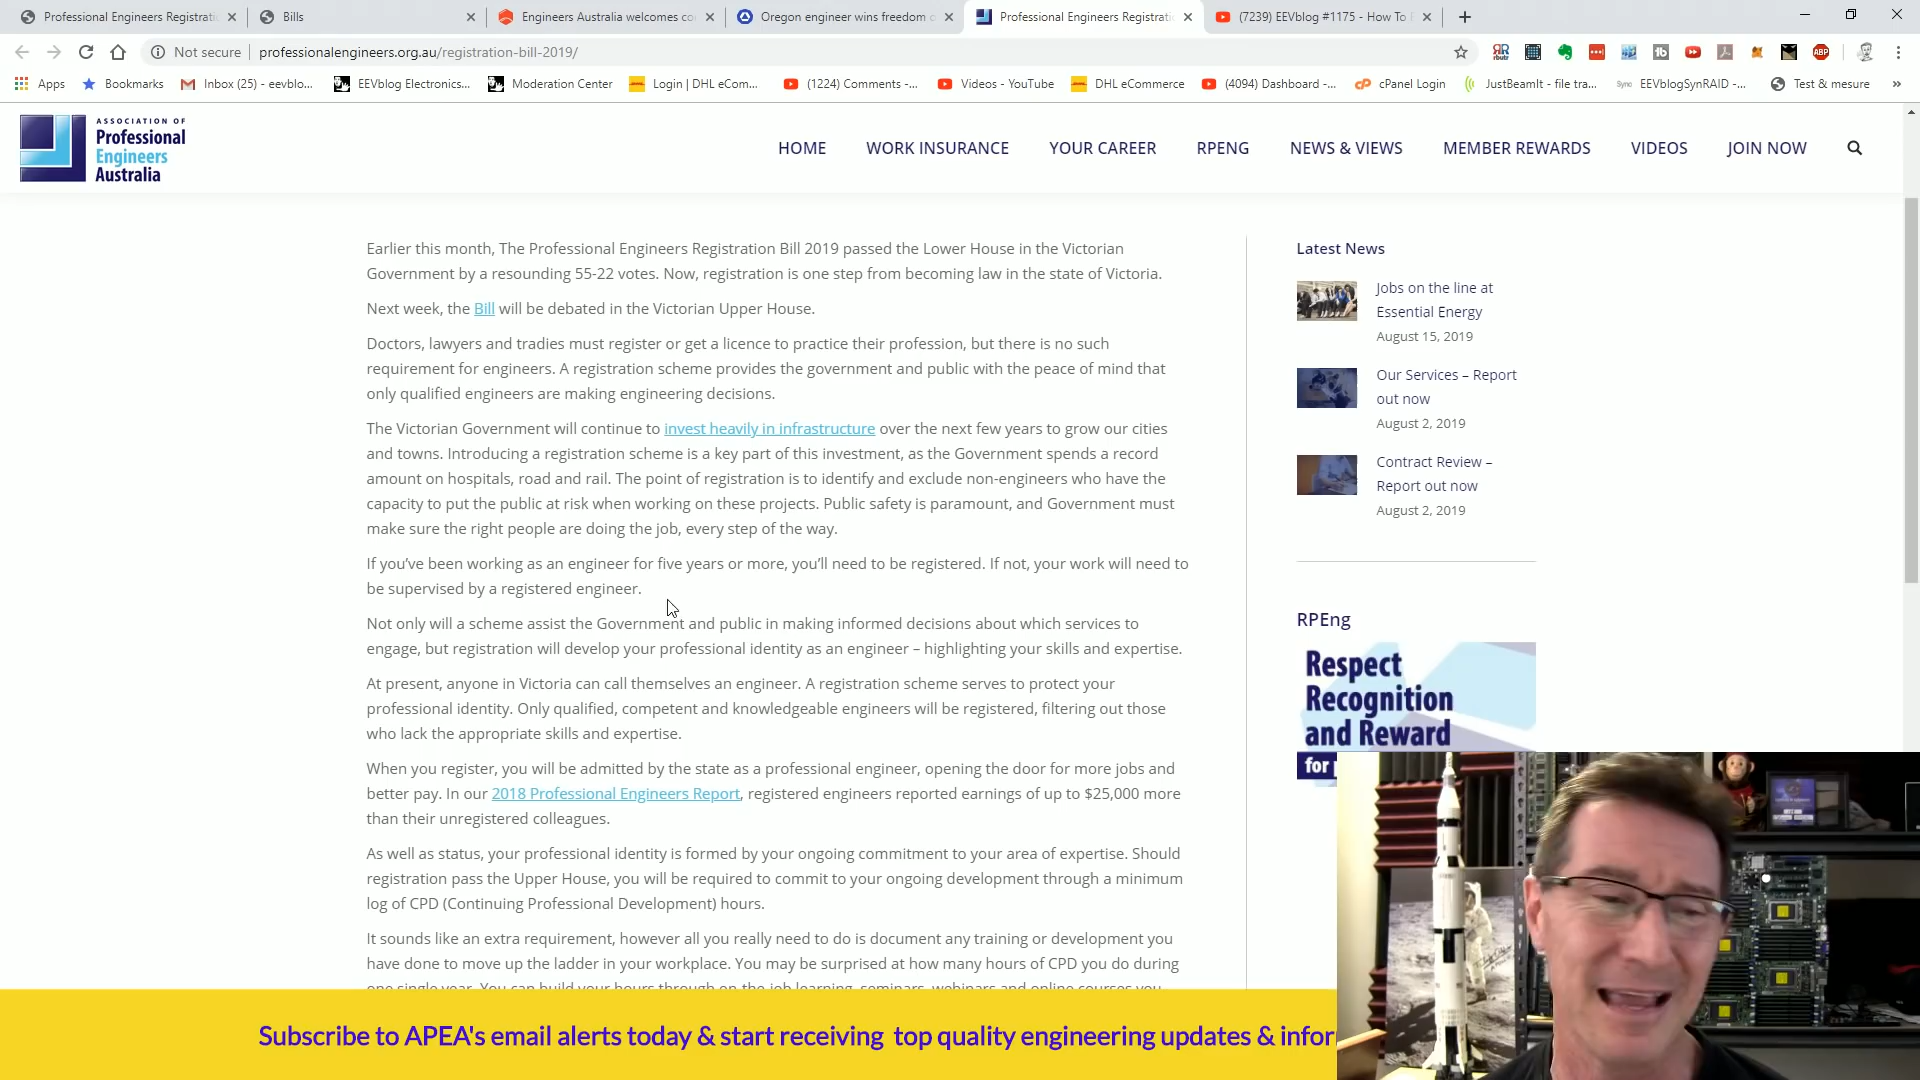 Professional Engineers Registrati
Bills
Engineers Australia welcomes co
Oregon engineer wins freedom o
Professional Engineers Registrati
(7239) EEVblog #1175 - How To
Not secure
professionalengineers.org.au/registration-bill-2019/
Apps
Bookmarks
Inbox (25) - eevblo...
EEVblog Electronics...
Moderation Center
Login | DHL eCom...
(1224) Comments -...
Videos - YouTube
DHL eCommerce
(4094) Dashboard -...
cPanel Login
JustBeamIt - file tra...
EEVblogSynRAID -...
Test & mesure
ASSOCIATION OF
Professional
Engineers
Australia
HOME
WORK INSURANCE
YOUR CAREER
RPENG
NEWS & VIEWS
MEMBER REWARDS
VIDEOS
JOIN NOW
Earlier this month, The Professional Engineers Registration Bill 2019 passed the Lower House in the Victorian
Government by a resounding 55-22 votes. Now, registration is one step from becoming law in the state of Victoria.
Next week, the Bill will be debated in the Victorian Upper House.
Doctors, lawyers and tradies must register or get a licence to practice their profession, but there is no such
requirement for engineers. A registration scheme provides the government and public with the peace of mind that
only qualified engineers are making engineering decisions.
The Victorian Government will continue to invest heavily in infrastructure over the next few years to grow our cities
and towns. Introducing a registration scheme is a key part of this investment, as the Government spends a record
amount on hospitals, road and rail. The point of registration is to identify and exclude non-engineers who have the
capacity to put the public at risk when working on these projects. Public safety is paramount, and Government must
make sure the right people are doing the job, every step of the way.
If you've been working as an engineer for five years or more, you'll need to be registered. If not, your work will need to
be supervised by a registered engineer.
Not only will a scheme assist the Government and public in making informed decisions about which services to
engage, but registration will develop your professional identity as an engineer – highlighting your skills and expertise.
At present, anyone in Victoria can call themselves an engineer. A registration scheme serves to protect your
professional identity. Only qualified, competent and knowledgeable engineers will be registered, filtering out those
who lack the appropriate skills and expertise.
When you register, you will be admitted by the state as a professional engineer, opening the door for more jobs and
better pay. In our 2018 Professional Engineers Report, registered engineers reported earnings of up to $25,000 more
than their unregistered colleagues.
As well as status, your professional identity is formed by your ongoing commitment to your area of expertise. Should
registration pass the Upper House, you will be required to commit to your ongoing development through a minimum
log of CPD (Continuing Professional Development) hours.
It sounds like an extra requirement, however all you really need to do is document any training or development you
have done to move up the ladder in your workplace. You may be surprised at how many hours of CPD you do during
one single year. You can build your hours through on the job learning, seminars, webinars and online courses you
Latest News
Jobs on the line at
Essential Energy
August 15, 2019
Our Services – Report
out now
August 2, 2019
Contract Review –
Report out now
August 2, 2019
RPEng
Respect
Recognition
and Reward
for
Subscribe to APEA's email alerts today & start receiving top quality engineering updates & infor